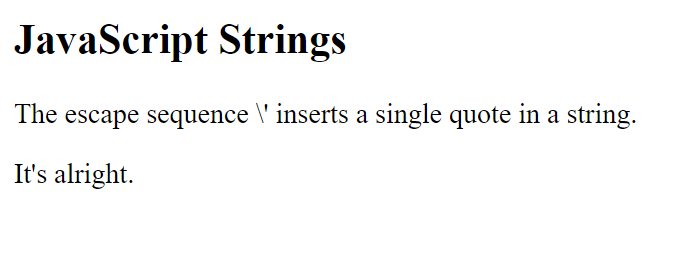 JavaScript Strings
The escape sequence \' inserts a single quote in a string.
It's alright.